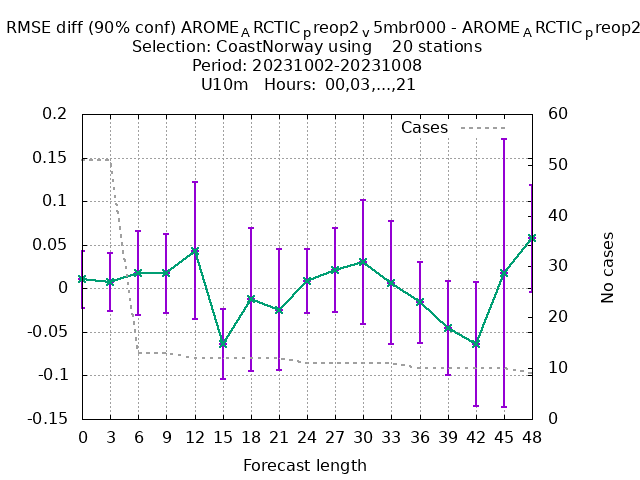 RMSE diff (90% conf) AROME_ARCTIC_preop2_v5mbr000 - AROME_ARCTIC_preop2
Selection: CoastNorway using 20 stations
Period: 20231002-20231008
U10m Hours: 00,03,...,21
Cases
0.2
0.15
0.1
0.05
0
-0.05
-0.1
-0.15
60
50
40
30
20
10
0
No cases
0 3 6 9 12 15 18 21 24 27 30 33 36 39 42 45 48
Forecast length